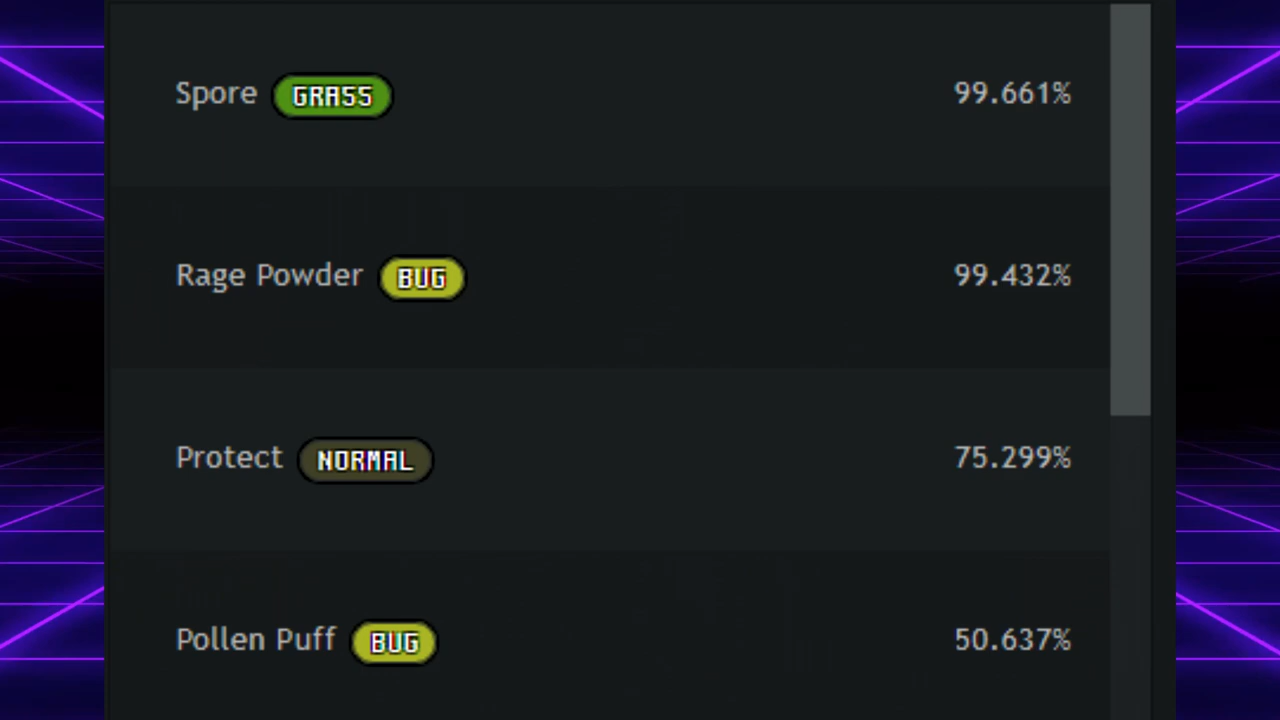 Spore GRASS 99.661%
Rage Powder BUG 99.432%
Protect NORMAL 75.299%
Pollen Puff BUG 50.637%